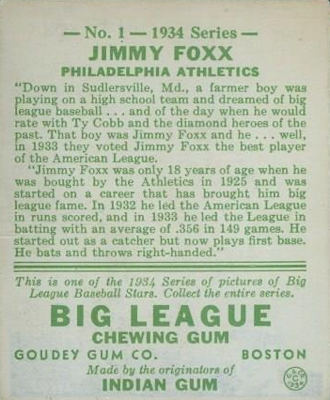 — No. 1 — 1934 Series —
JIMMY FOXX
PHILADELPHIA ATHLETICS
"Down in Sudlersville, Md., a farmer boy was
playing on a high school team and dreamed of big
league baseball . . . and of the day when he would
rate with Ty Cobb and the diamond heroes of the
past. That boy was Jimmy Foxx and he . . . well,
in 1933 they voted Jimmy Foxx the best player
of the American League.
"Jimmy Foxx was only 18 years of age when he
was bought by the Athletics in 1925 and was
started on a career that has brought him big
league fame. In 1932 he led the American League
in runs scored, and in 1933 he led the League in
batting with an average of .356 in 149 games. He
started out as a catcher but now plays first base.
He bats and throws right-handed."
This is one of the 1934 Series of pictures of Big
League Baseball Stars. Collect the entire series.
BIG LEAGUE
CHEWING GUM
GOUDEY GUM CO. BOSTON
Made by the originators of
INDIAN GUM